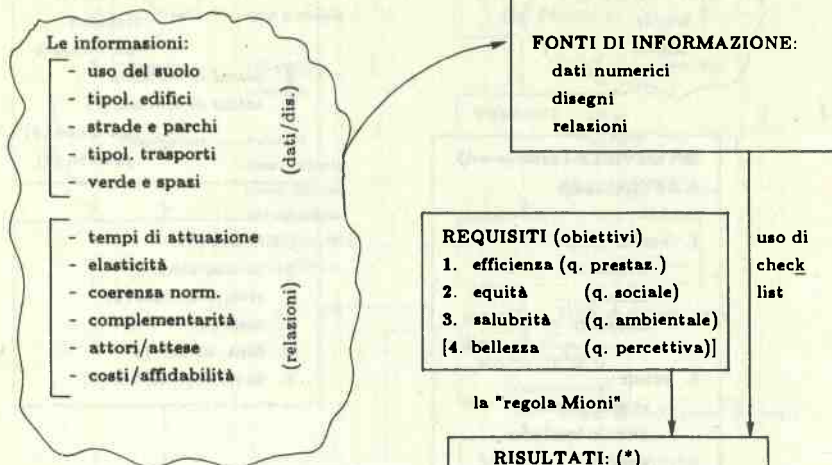 Le informazioni:
- uso del suolo
- tipol. edifici
- strade e parchi
- tipol. trasporti
- verde e spazi
(dati/dis.)
- tempi di attuazione
- elasticità
- coerenza norm.
- complementarità
- attori/attese
- costi/affidabilità
(relazioni)
FONTI DI INFORMAZIONE:
dati numerici
disegni
relazioni
REQUISITI (obiettivi)
1. efficienza (q. prestaz.)
2. equità (q. sociale)
3. salubrità (q. ambientale)
[4. bellezza (q. percettiva)]
uso di
check
list
la "regola Mioni"
RISULTATI: (*)